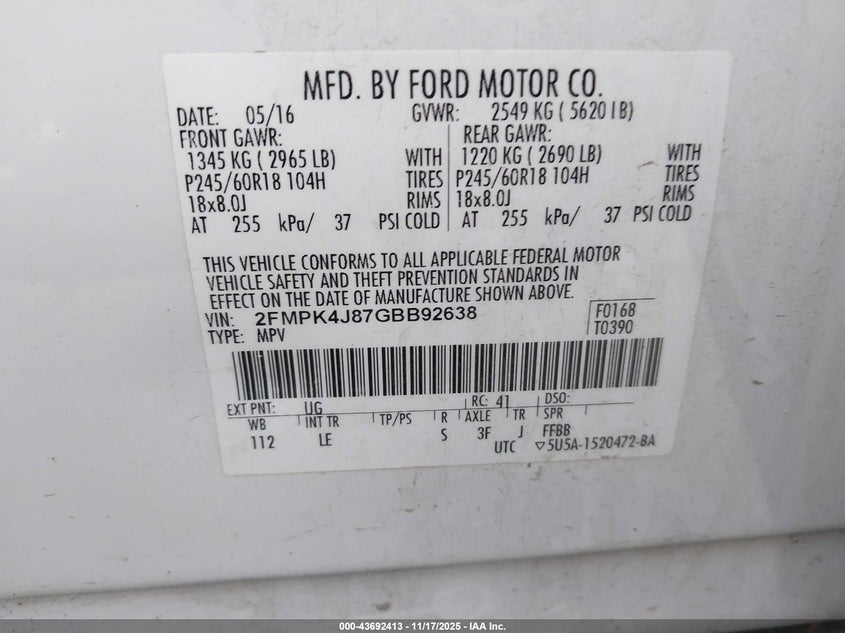 MFD. BY FORD MOTOR CO.
DATE: 05/16 GVWR: 2549 KG ( 5620 LB)
FRONT GAWR: REAR GAWR:
1345 KG ( 2965 LB) WITH 1220 KG ( 2690 LB) WITH
P245/60R18 104H TIRES P245/60R18 104H TIRES
18x8.0J RIMS 18x8.0J RIMS
AT 255 kPa/ 37 PSI COLD AT 255 kPa/ 37 PSI COLD
THIS VEHICLE CONFORMS TO ALL APPLICABLE FEDERAL MOTOR
VEHICLE SAFETY AND THEFT PREVENTION STANDARDS IN
EFFECT ON THE DATE OF MANUFACTURE SHOWN ABOVE.
VIN: 2FMPK4J87GBB92638 F0168
TYPE: MPV T0390
EXT PNT: UG RC: 41 DSO:
WB INT TR TP/PS R AXLE TR SPR
112 LE S 3F J FFBB
UTC ▽5U5A-1520472-BA
000-43692413 - 11/17/2025 - IAA Inc.